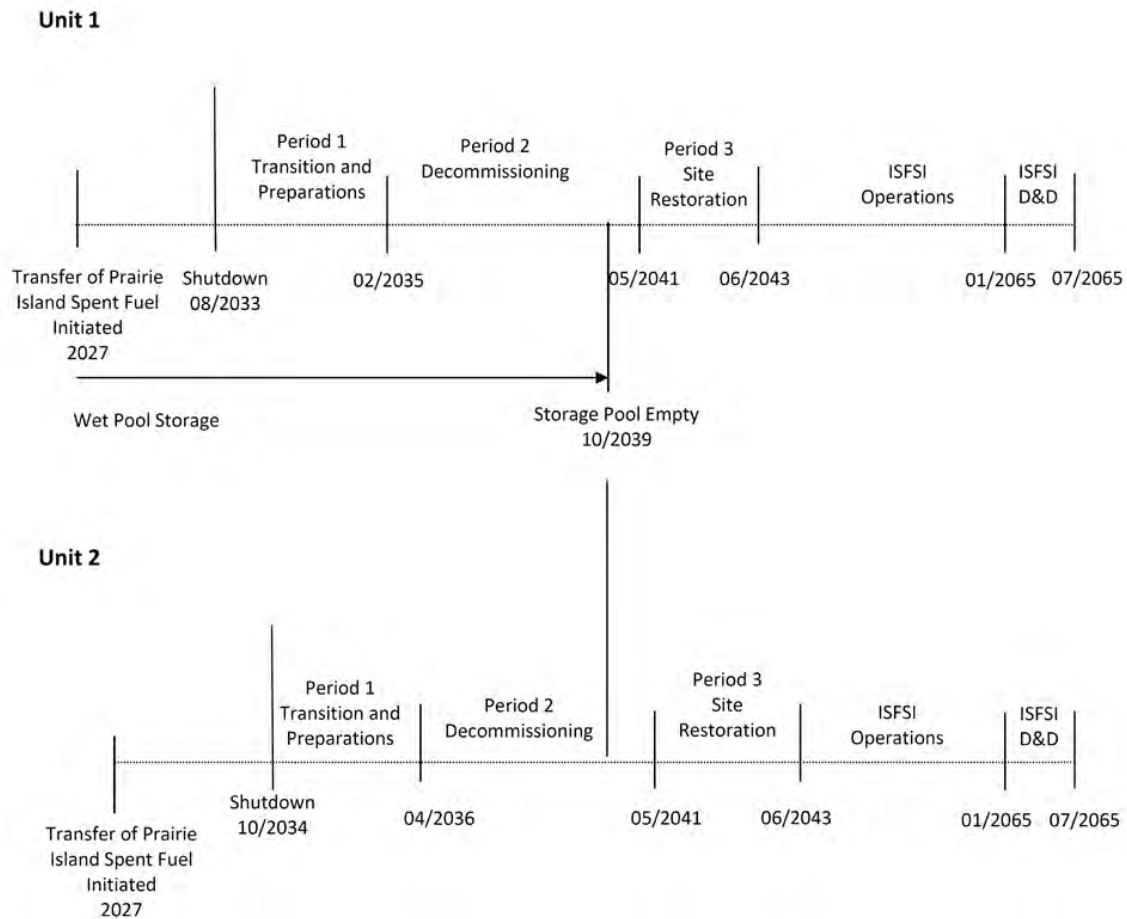 Unit 1
Period 1
Transition and
Preparations
Period 2
Decommissioning
Period 3
Site
Restoration
ISFSI
Operations
ISFSI
D&D
Transfer of Prairie
Island Spent Fuel
Initiated
2027
Shutdown
08/2033
02/2035
05/2041
06/2043
01/2065
07/2065
Wet Pool Storage
Storage Pool Empty
10/2039
Unit 2
Period 1
Transition and
Preparations
Period 2
Decommissioning
Period 3
Site
Restoration
ISFSI
Operations
ISFSI
D&D
Transfer of Prairie
Island Spent Fuel
Initiated
2027
Shutdown
10/2034
04/2036
05/2041
06/2043
01/2065
07/2065